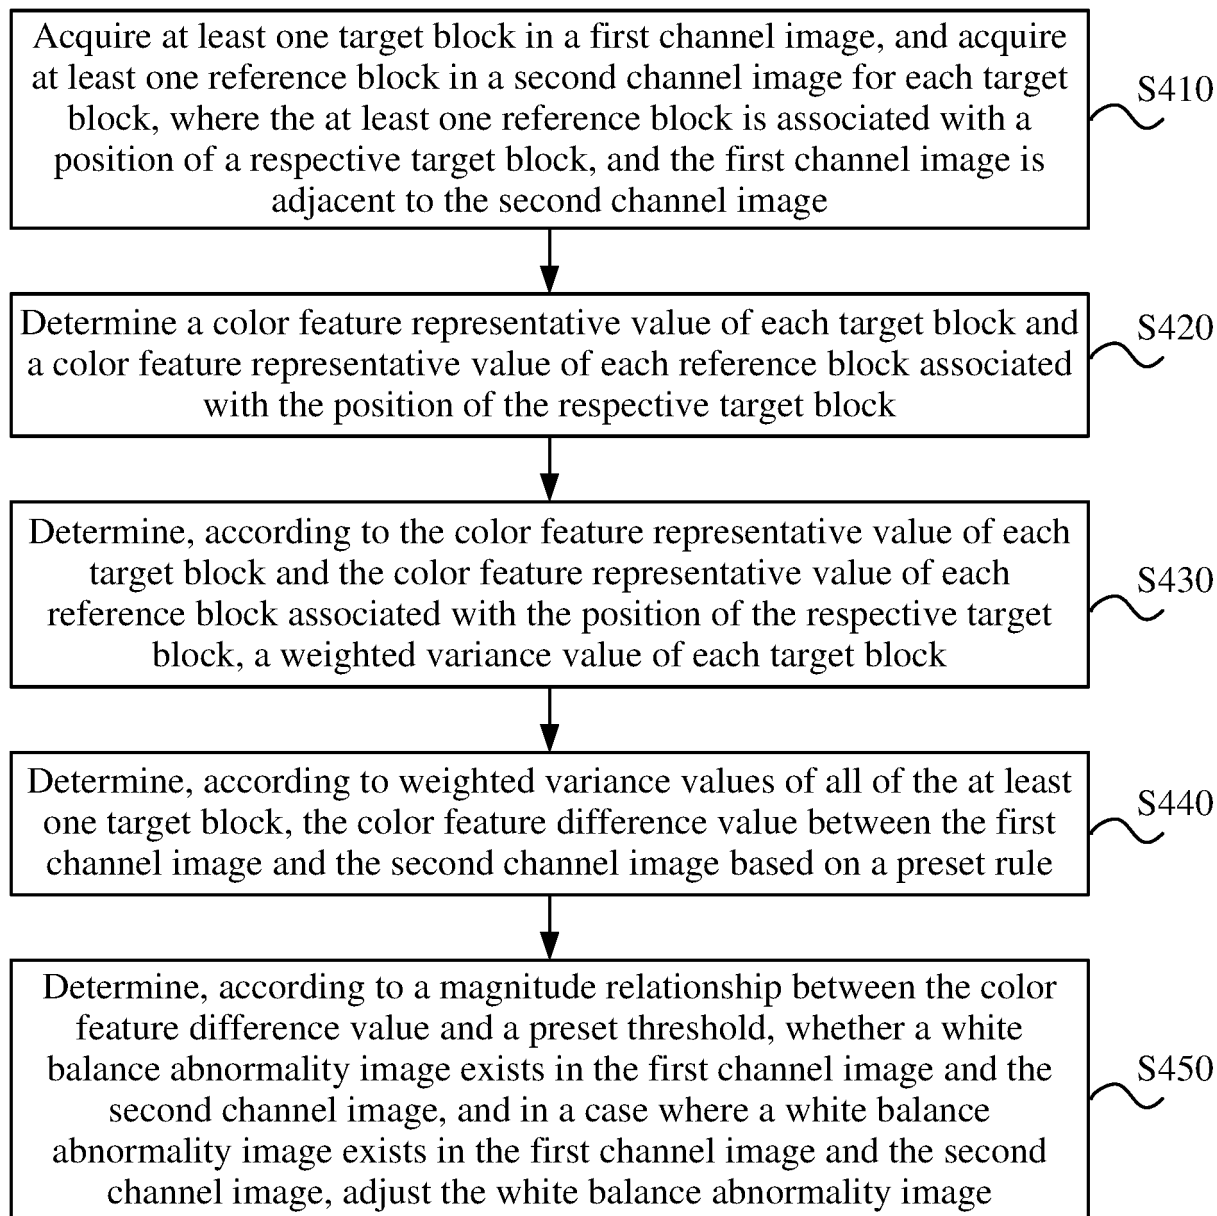 Acquire at least one target block in a first channel image, and acquire
at least one reference block in a second channel image for each target
block, where the at least one reference block is associated with a
position of a respective target block, and the first channel image is
adjacent to the second channel image
S410
Determine a color feature representative value of each target block and
a color feature representative value of each reference block associated
with the position of the respective target block
S420
Determine, according to the color feature representative value of each
target block and the color feature representative value of each
reference block associated with the position of the respective target
block, a weighted variance value of each target block
S430
Determine, according to weighted variance values of all of the at least
one target block, the color feature difference value between the first
channel image and the second channel image based on a preset rule
S440
Determine, according to a magnitude relationship between the color
feature difference value and a preset threshold, whether a white
balance abnormality image exists in the first channel image and the
second channel image, and in a case where a white balance
abnormality image exists in the first channel image and the second
channel image, adjust the white balance abnormality image
S450